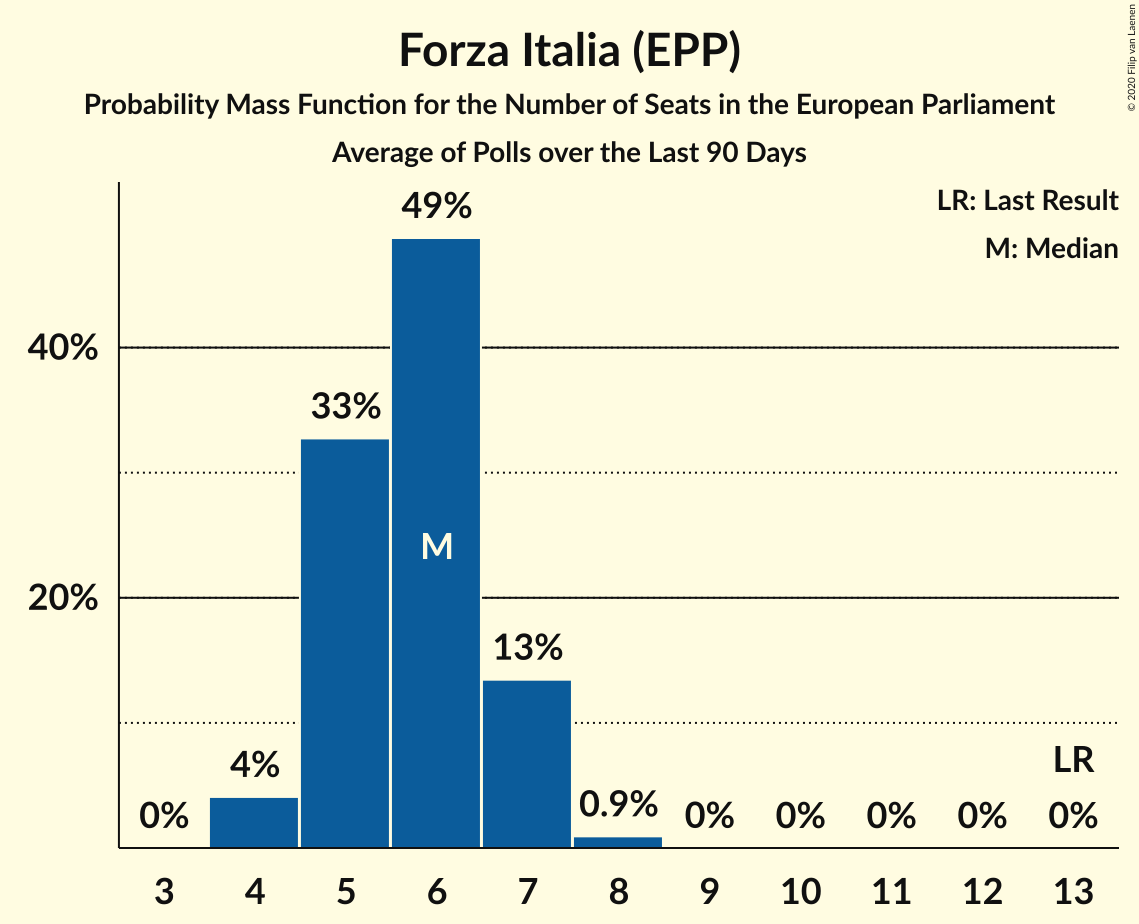 Forza Italia (EPP)
Probability Mass Function for the Number of Seats in the European Parliament
Average of Polls over the Last 90 Days
© 2020 Filip van Laenen
LR: Last Result
M: Median
49%
40%
33%
M
20%
13%
4%
LR
0%
0.9%
0%
0%
0%
0%
0%
3 4 5 6 7 8 9 10 11 12 13